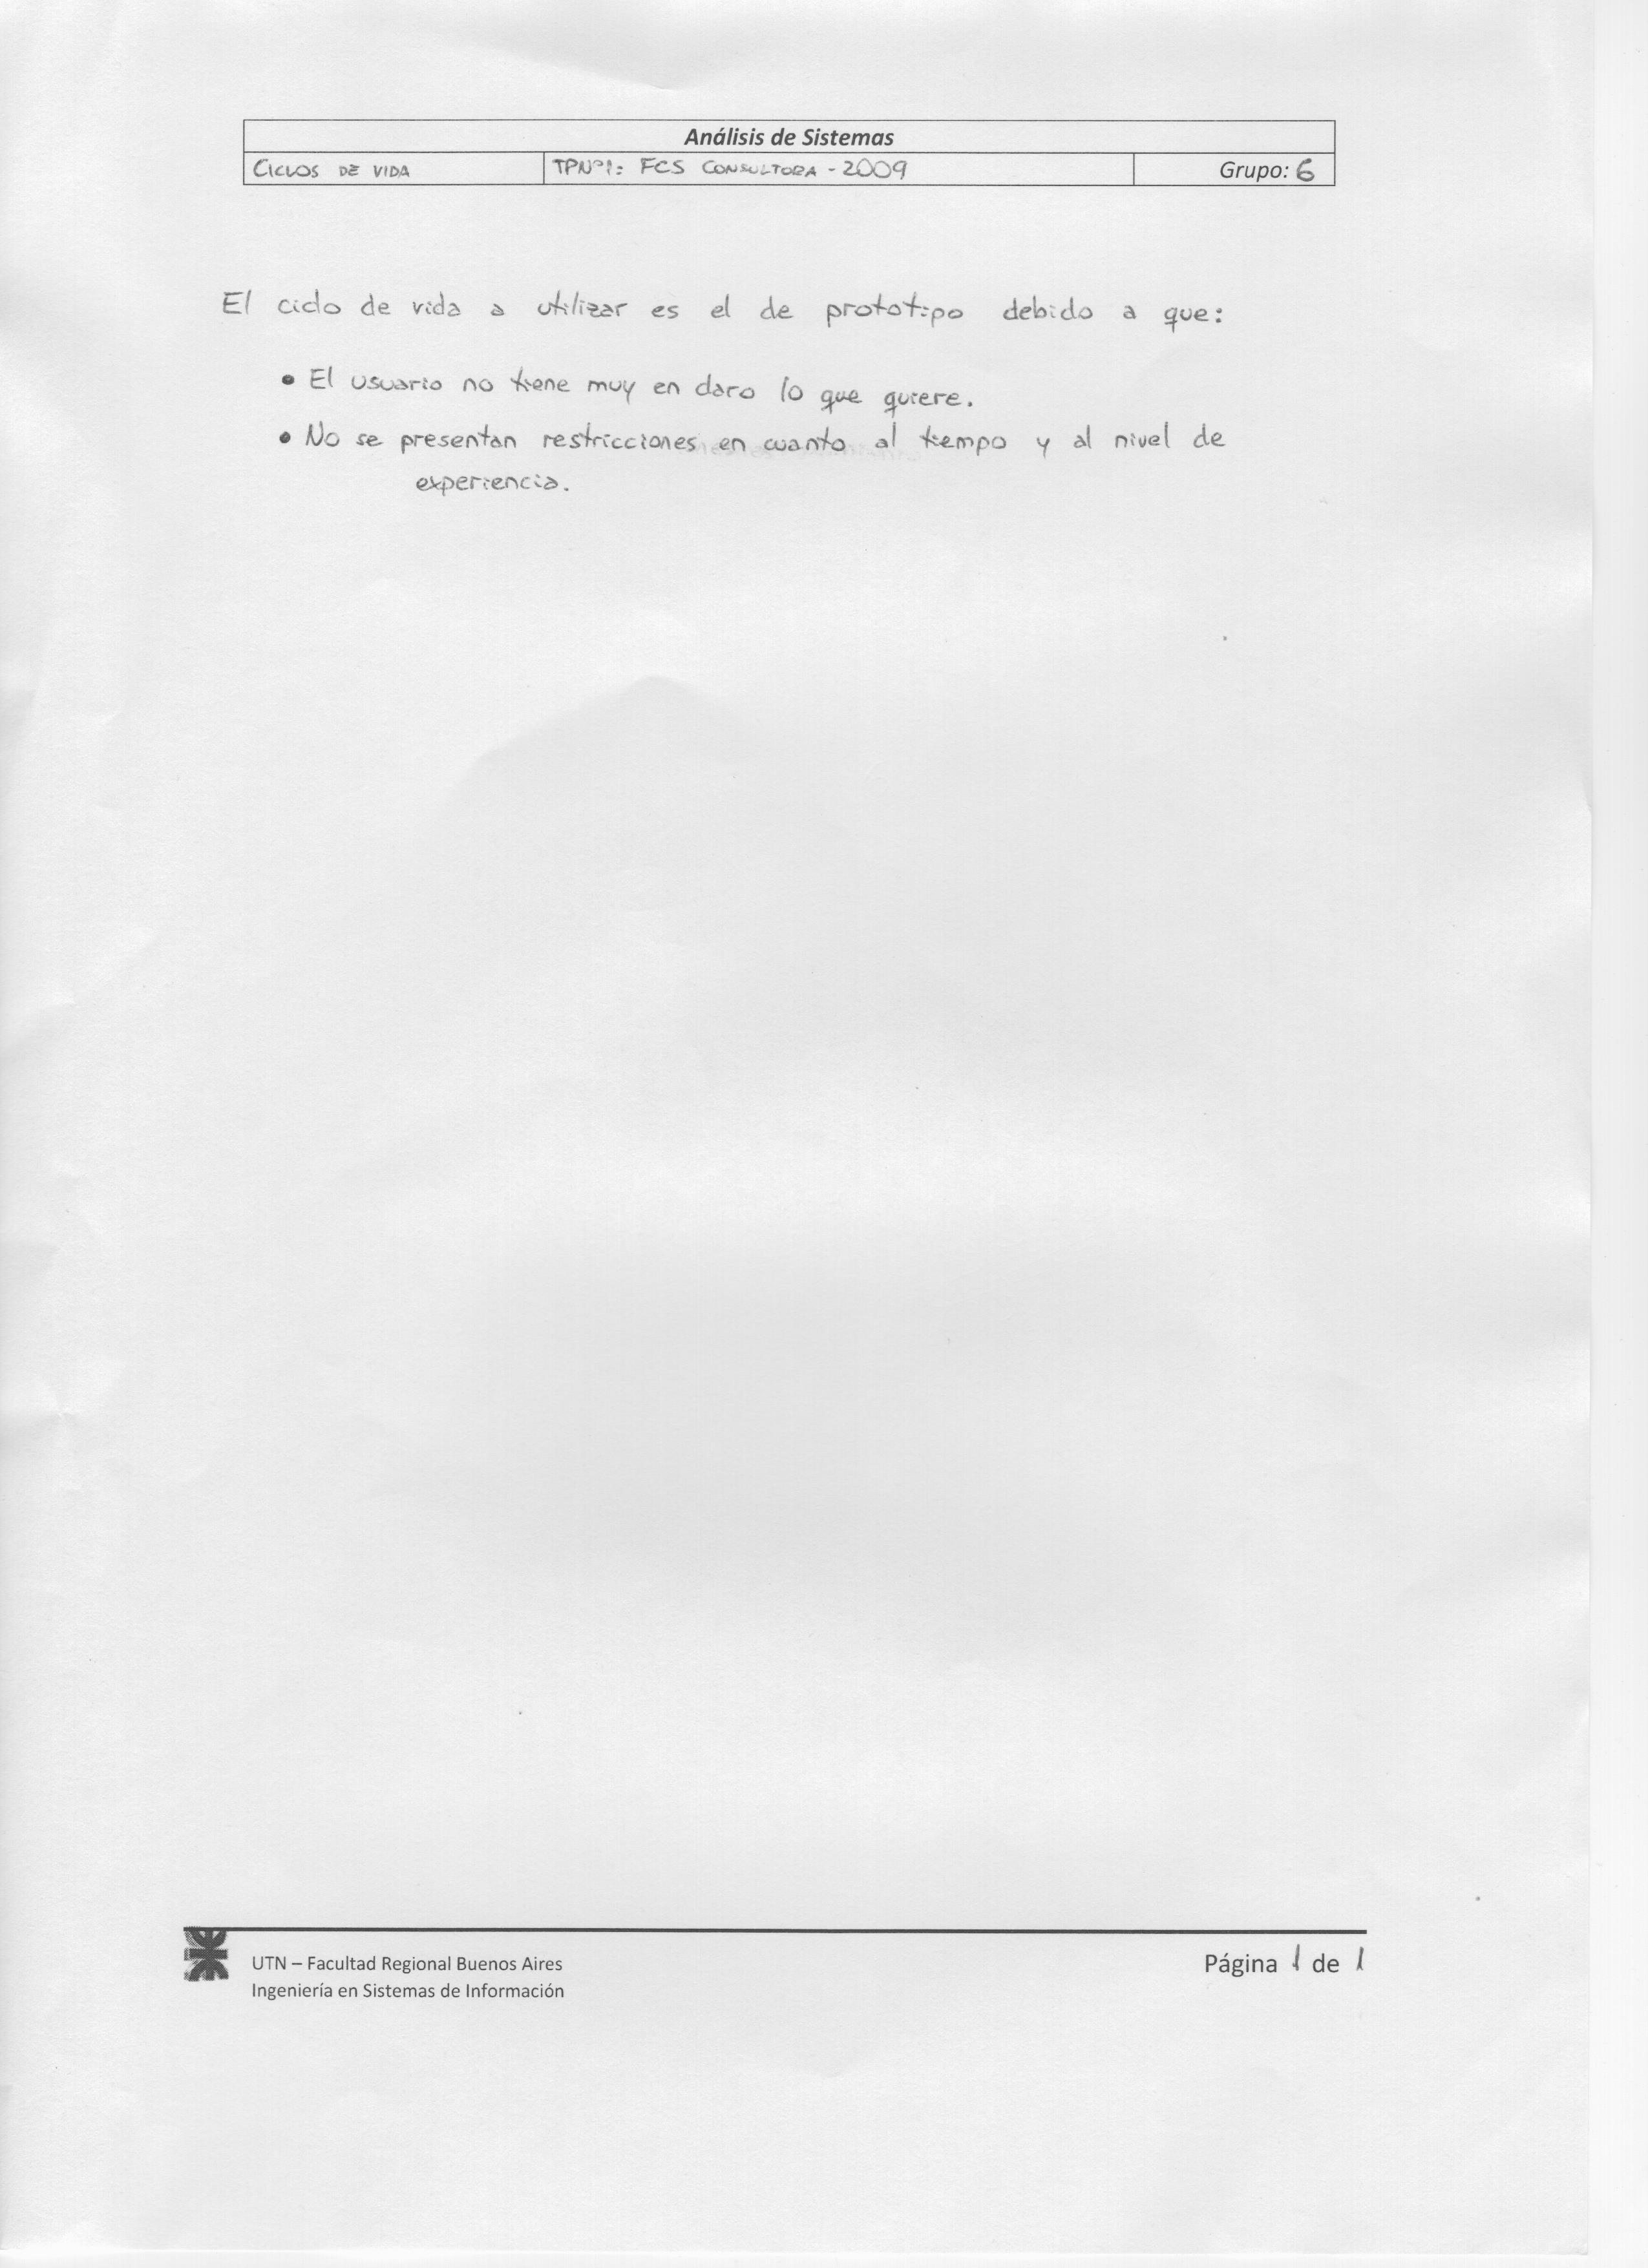 Análisis de Sistemas
CICLOS DE VIDA TPN°1: FCS CONSULTORA - 2009 Grupo: 6
El ciclo de vida a utilizar es el de prototipo debido a que:
• El usuario no tiene muy en claro lo que quiere.
• No se presentan restricciones en cuanto al tiempo y al nivel de
experiencia.
UTN – Facultad Regional Buenos Aires Página 1 de 1
Ingeniería en Sistemas de Información